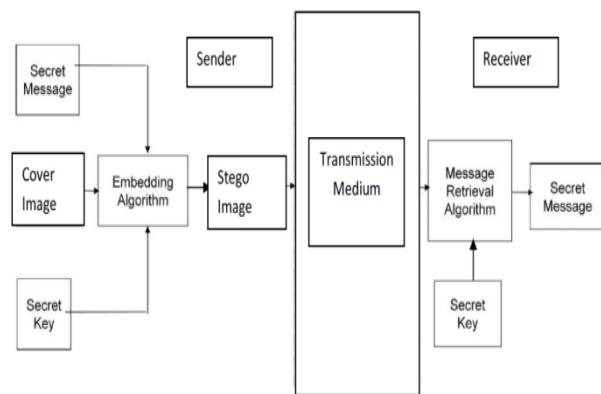 Secret
Message
Sender
Receiver
Cover
Image
Embedding
Algorithm
Stego
Image
Transmission
Medium
Message
Retrieval
Algorithm
Secret
Message
Secret
Key
Secret
Key